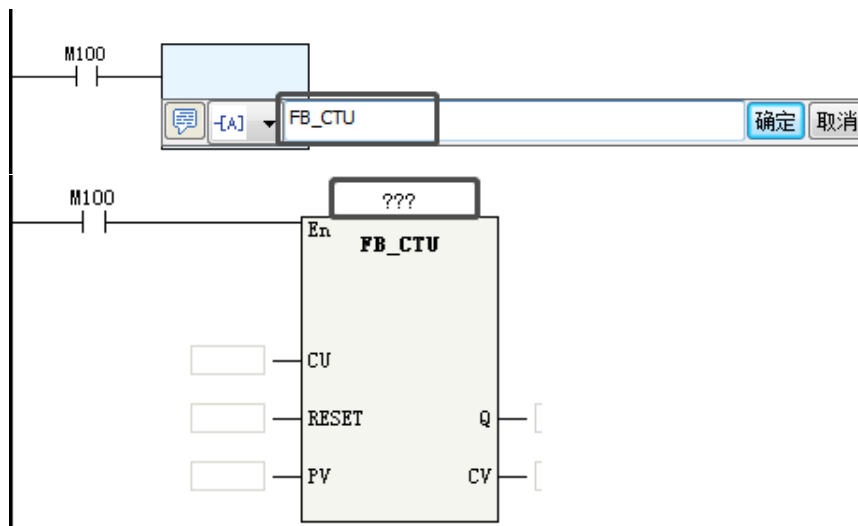 M100
-[A] FB_CTU 确定 取消
M100
???
En
FB_CTU
CU
RESET Q
PV CV